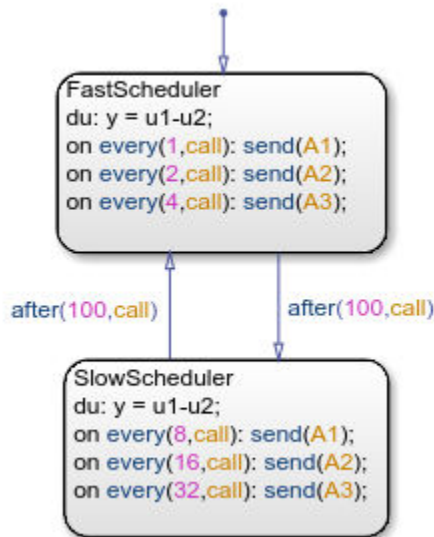 FastScheduler
du: y = u1-u2;
on every(1,call): send(A1);
on every(2,call): send(A2);
on every(4,call): send(A3);
after(100,call)
after(100,call)
SlowScheduler
du: y = u1-u2;
on every(8,call): send(A1);
on every(16,call): send(A2);
on every(32,call): send(A3);